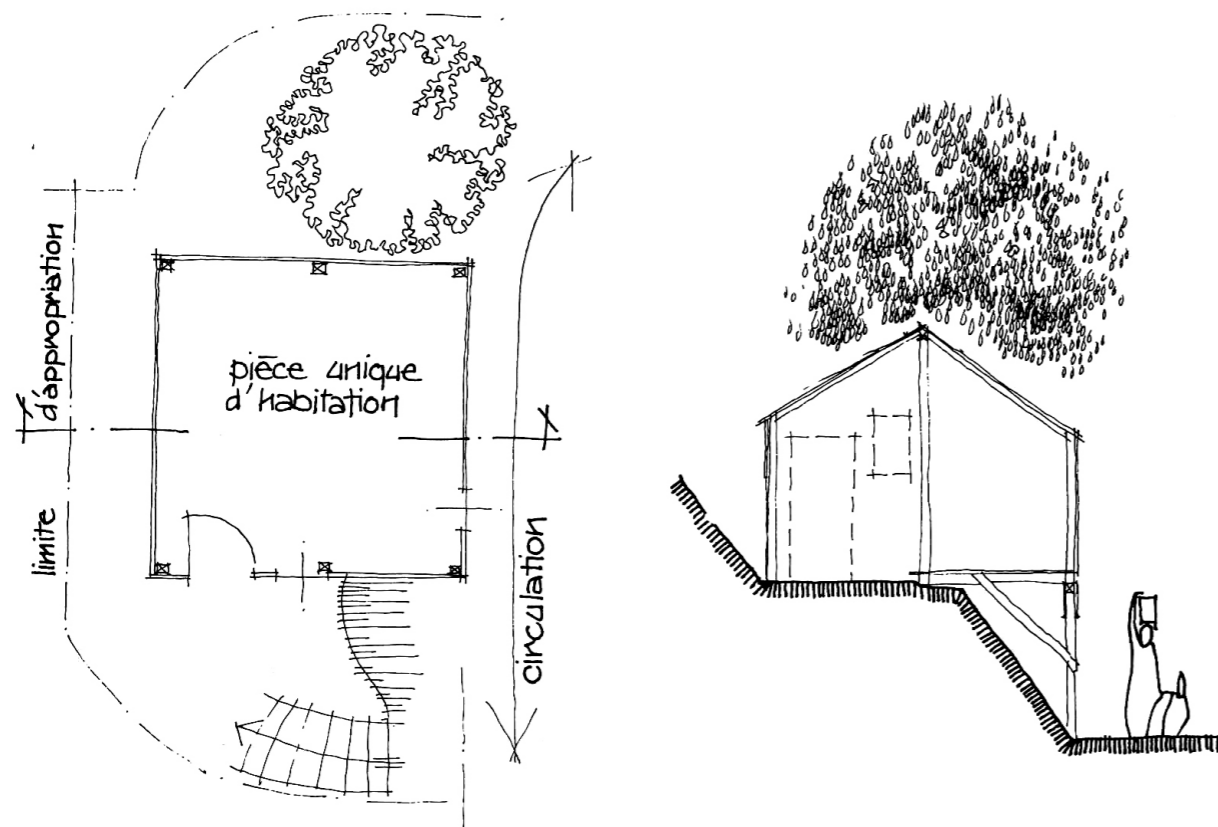 pièce unique
d'habitation
limite
d'appropriation
circulation